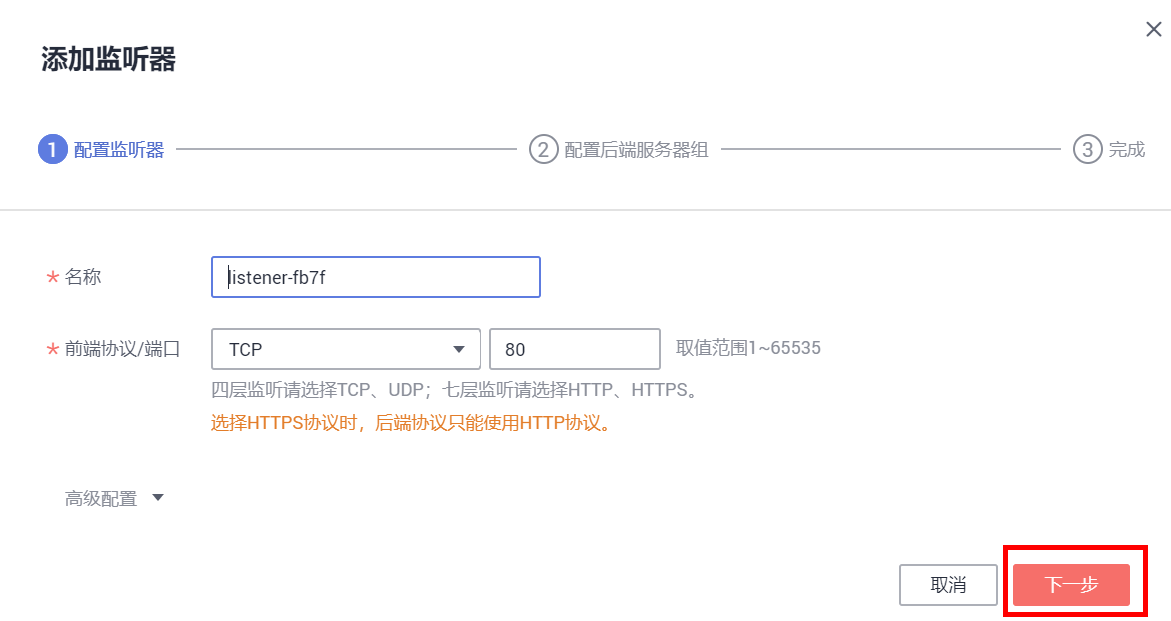 添加监听器
1 配置监听器 2 配置后端服务器组 3 完成
* 名称 listener-fb7f
* 前端协议/端口 TCP 80 取值范围1~65535
四层监听请选择TCP、UDP；七层监听请选择HTTP、HTTPS。
选择HTTPS协议时，后端协议只能使用HTTP协议。
高级配置
取消 下一步